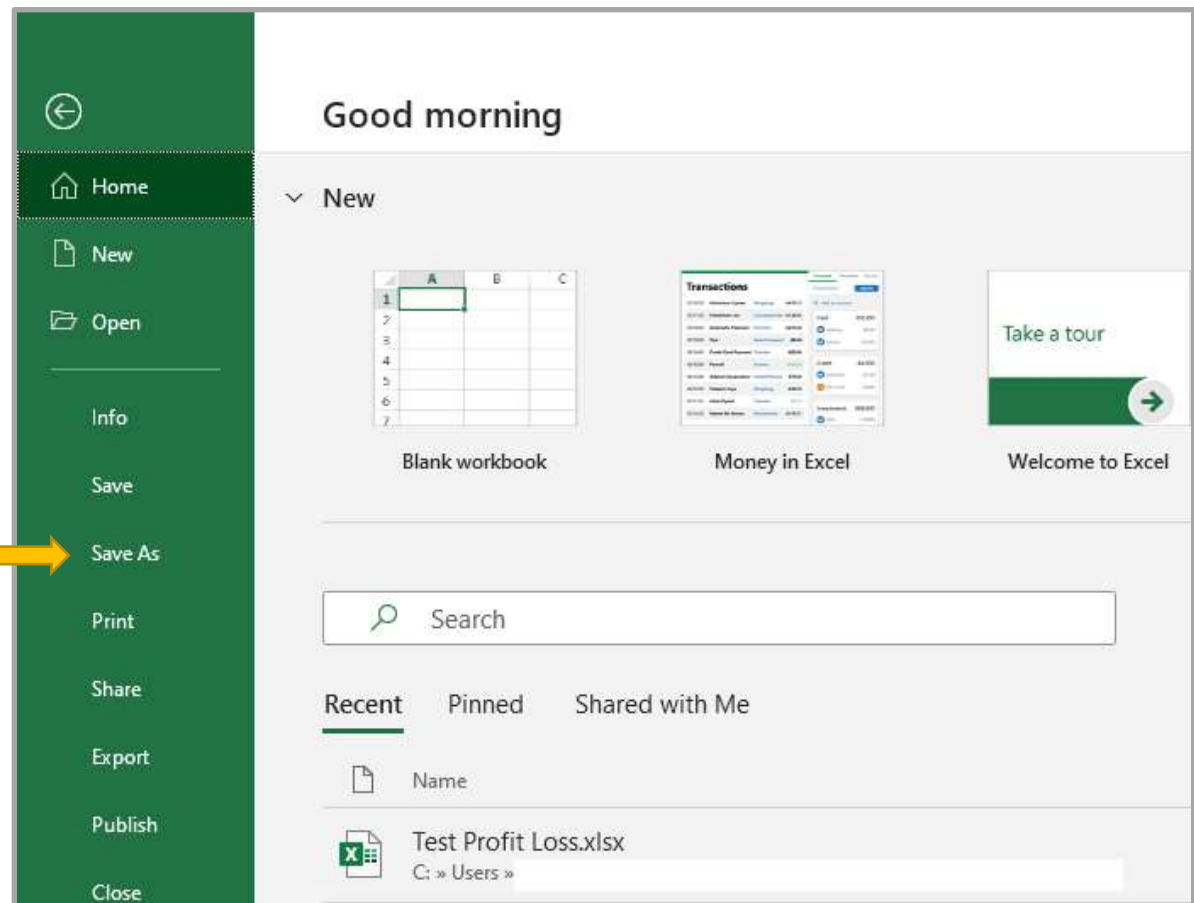 Good morning
Home
New
Open
Info
Save
Save As
Print
Share
Export
Publish
Close
New
A B C
1
2
3
4
5
6
7
Blank workbook
Transactions
Money in Excel
Take a tour
Welcome to Excel
Search
Recent Pinned Shared with Me
Name
Test Profit Loss.xlsx
C: » Users »